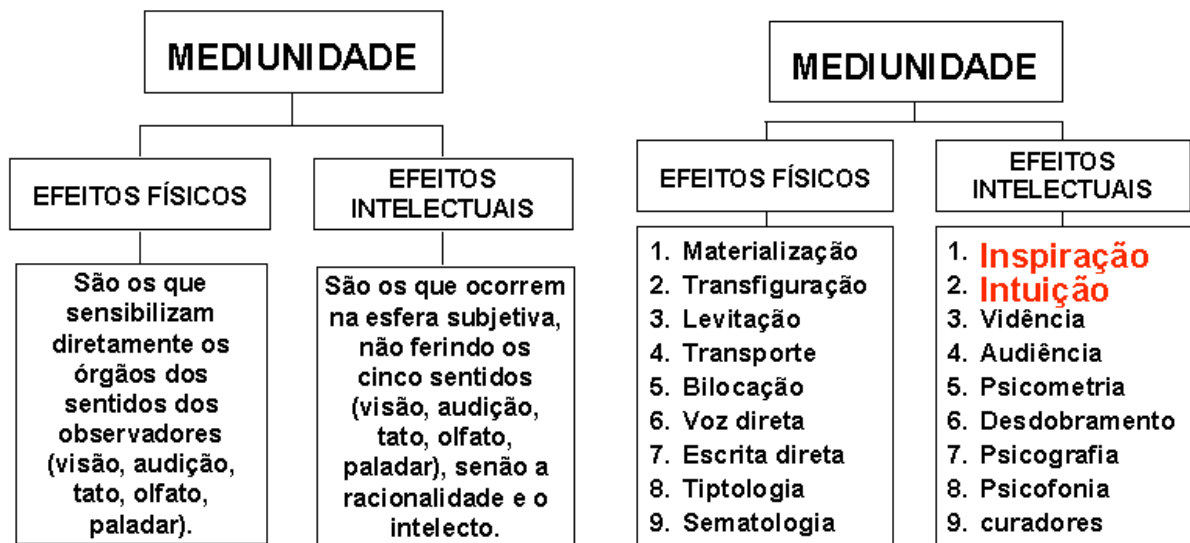 MEDIUNIDADE
EFEITOS FÍSICOS
São os que
sensibilizam
diretamente os
órgãos dos
sentidos dos
observadores
(visão, audição,
tato, olfato,
paladar).
EFEITOS
INTELECTUAIS
São os que ocorrem
na esfera subjetiva,
não ferindo os
cinco sentidos
(visão, audição,
tato, olfato,
paladar), senão a
racionalidade e o
intelecto.
MEDIUNIDADE
EFEITOS FÍSICOS
1. Materialização
2. Transfiguração
3. Levitação
4. Transporte
5. Bilocação
6. Voz direta
7. Escrita direta
8. Tiptologia
9. Sematologia
EFEITOS
INTELECTUAIS
1. Inspiração
2. Intuição
3. Vidência
4. Audiência
5. Psicometria
6. Desdobramento
7. Psicografia
8. Psicofonia
9. curadores